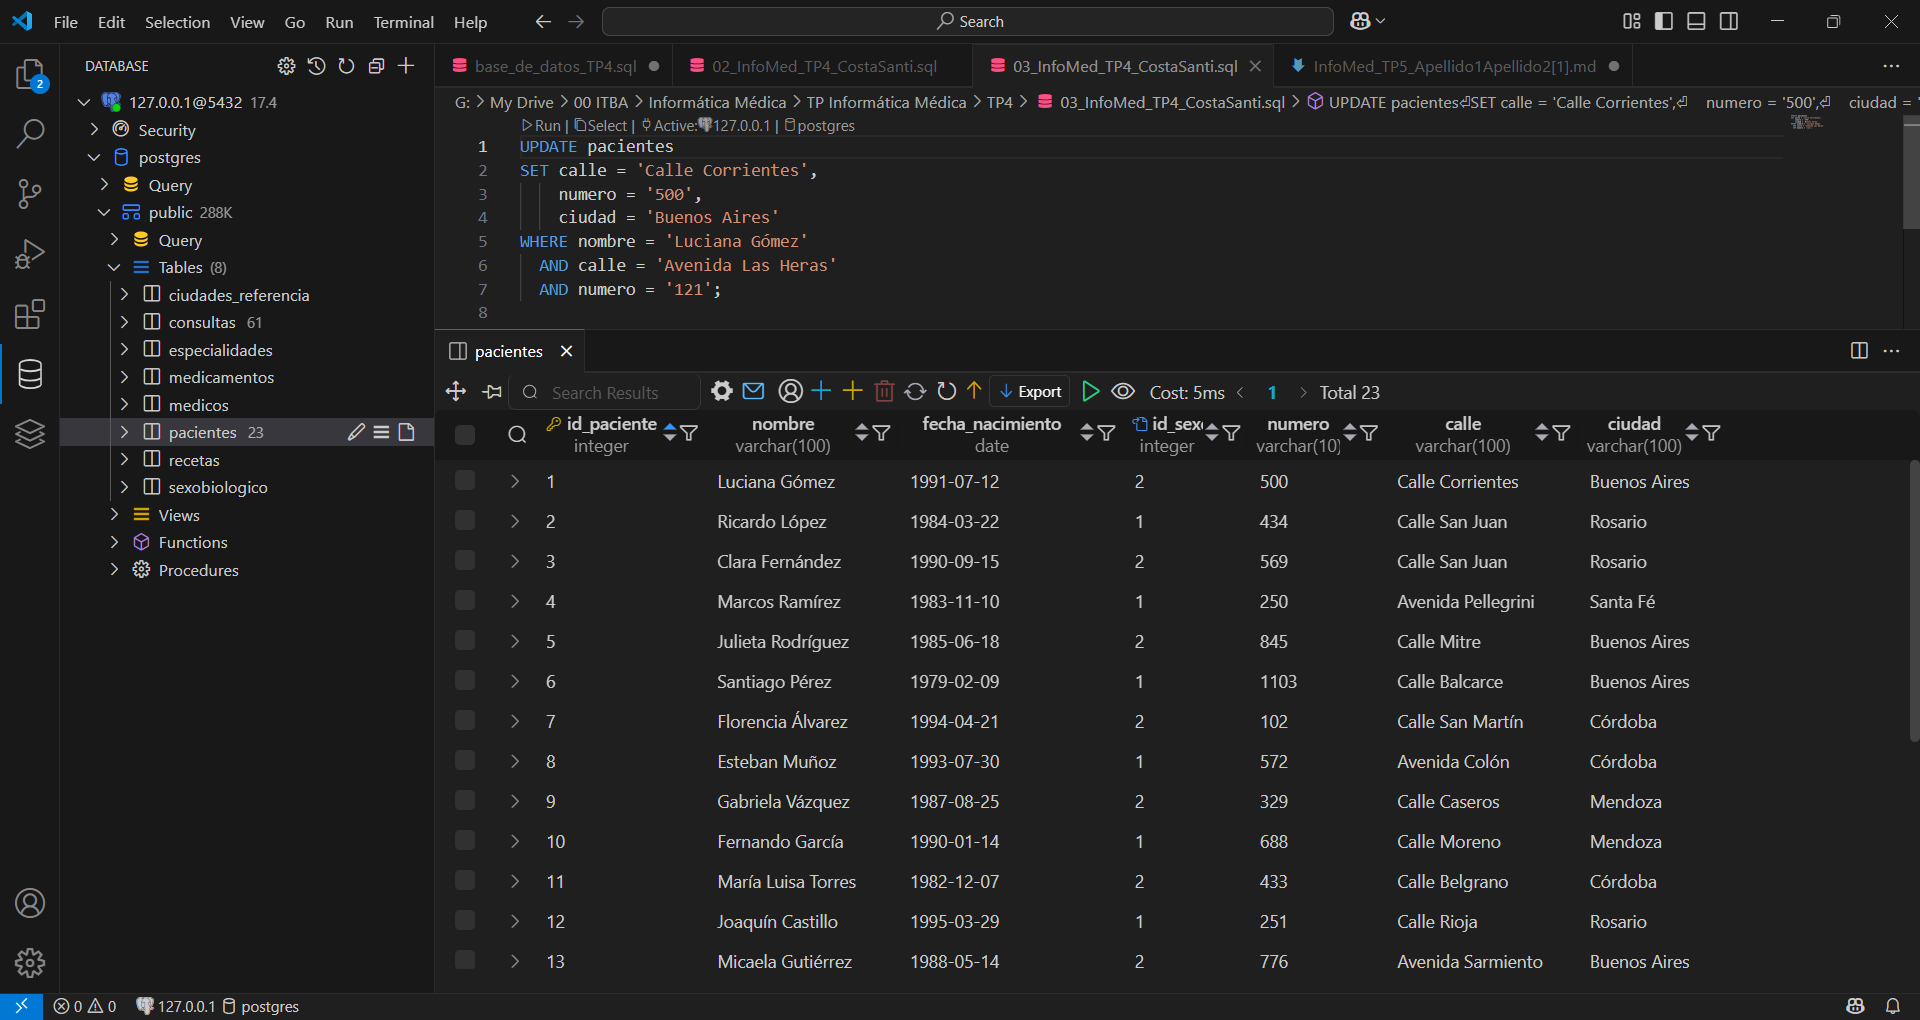 File Edit Selection View Go Run Terminal Help
Search
2
DATABASE
127.0.0.1@5432 17.4
Security
postgres
Query
public 288K
Query
Tables (8)
ciudades_referencia
consultas 61
especialidades
medicamentos
medicos
pacientes 23
recetas
sexobiologico
Views
Functions
Procedures
base_de_datos_TP4.sql
02_InfoMed_TP4_CostaSanti.sql
03_InfoMed_TP4_CostaSanti.sql
InfoMed_TP5_Apellido1Apellido2[1].md
G: > My Drive > 00 ITBA > Informática Médica > TP Informática Médica > TP4 > 03_InfoMed_TP4_CostaSanti.sql > UPDATE pacientes⏎SET calle = 'Calle Corrientes',⏎ numero = '500',⏎ ciudad = '
Run | Select | Active: 127.0.0.1 | postgres
1 UPDATE pacientes
2 SET calle = 'Calle Corrientes',
3 numero = '500',
4 ciudad = 'Buenos Aires'
5 WHERE nombre = 'Luciana Gómez'
6 AND calle = 'Avenida Las Heras'
7 AND numero = '121';
8
pacientes
Search Results Export Cost: 5ms < 1 > Total 23
id_paciente nombre fecha_nacimiento id_sex numero calle ciudad
integer varchar(100) date integer varchar(10) varchar(100) varchar(100)
1 Luciana Gómez 1991-07-12 2 500 Calle Corrientes Buenos Aires
2 Ricardo López 1984-03-22 1 434 Calle San Juan Rosario
3 Clara Fernández 1990-09-15 2 569 Calle San Juan Rosario
4 Marcos Ramírez 1983-11-10 1 250 Avenida Pellegrini Santa Fé
5 Julieta Rodríguez 1985-06-18 2 845 Calle Mitre Buenos Aires
6 Santiago Pérez 1979-02-09 1 1103 Calle Balcarce Buenos Aires
7 Florencia Álvarez 1994-04-21 2 102 Calle San Martín Córdoba
8 Esteban Muñoz 1993-07-30 1 572 Avenida Colón Córdoba
9 Gabriela Vázquez 1987-08-25 2 329 Calle Caseros Mendoza
10 Fernando García 1990-01-14 1 688 Calle Moreno Mendoza
11 María Luisa Torres 1982-12-07 2 433 Calle Belgrano Córdoba
12 Joaquín Castillo 1995-03-29 1 251 Calle Rioja Rosario
13 Micaela Gutiérrez 1988-05-14 2 776 Avenida Sarmiento Buenos Aires
0 0 127.0.0.1 postgres